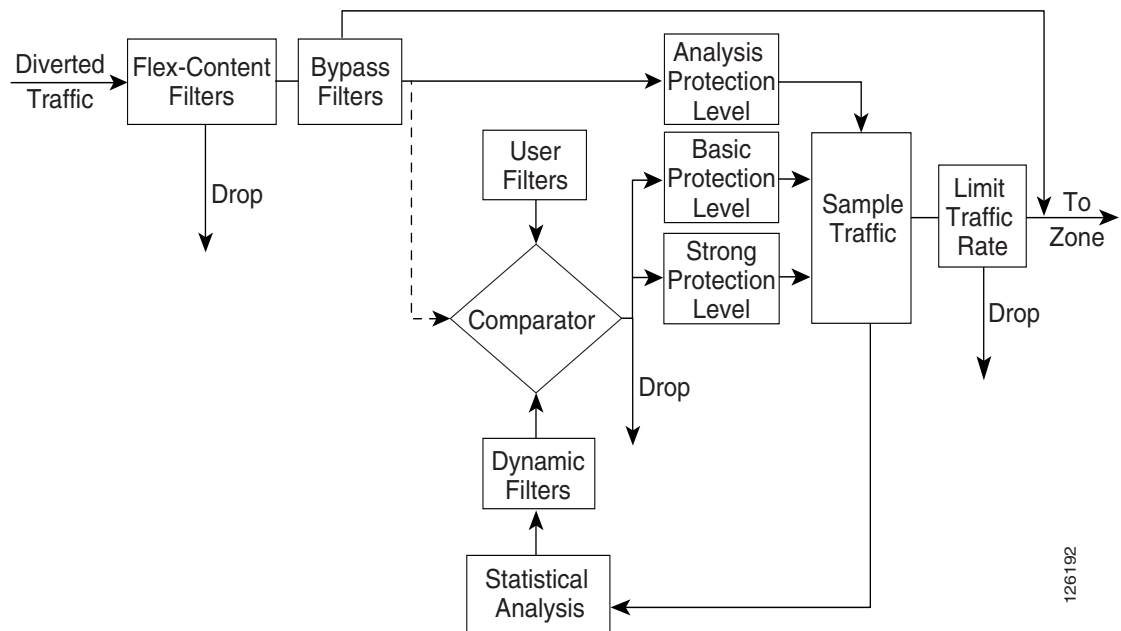 Diverted
Traffic
Flex-Content
Filters
Bypass
Filters
Analysis
Protection
Level
Drop
User
Filters
Basic
Protection
Level
Sample
Traffic
Limit
Traffic
Rate
To
Zone
Strong
Protection
Level
Comparator
Drop
Drop
Dynamic
Filters
Statistical
Analysis
126192